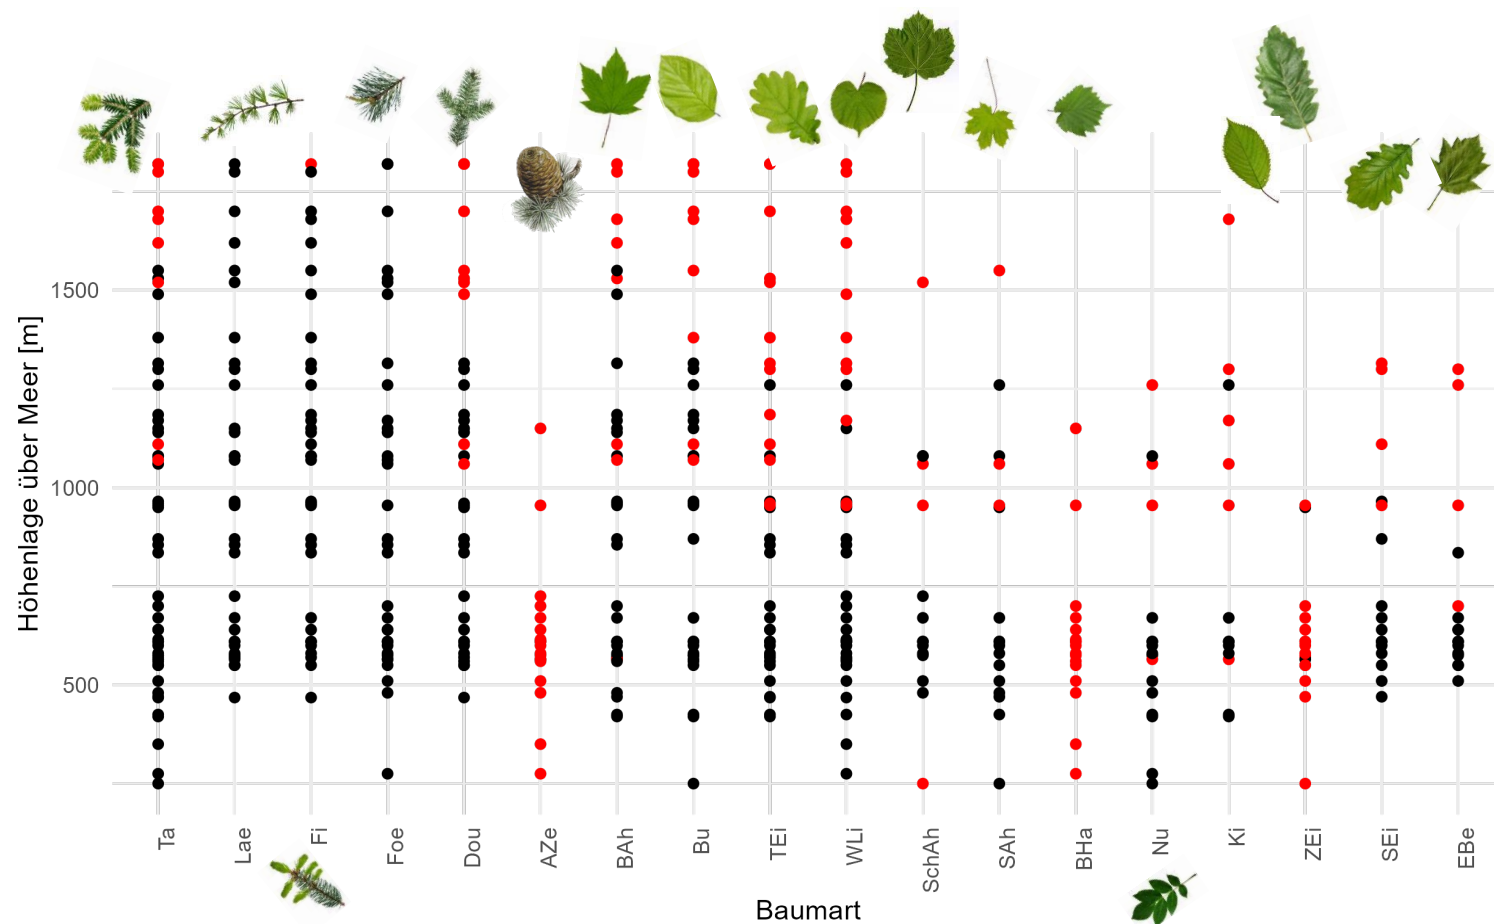 Höhenlage über Meer [m]
1500
1000
500
Ta
Lae
Fi
Foe
Dou
AZe
BAh
Bu
TEi
WLi
SchAh
SAh
BHa
Nu
Ki
ZEi
SEi
EBe
Baumart